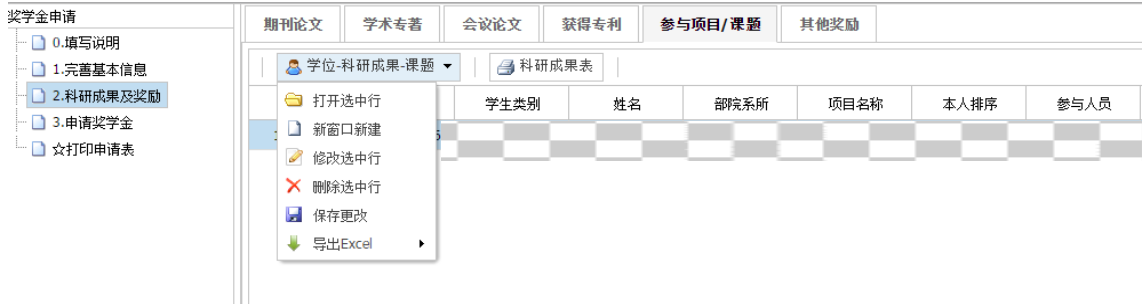 奖学金申请
0.填写说明
1.完善基本信息
2.科研成果及奖励
3.申请奖学金
☆打印申请表
期刊论文 学术专著 会议论文 获得专利 参与项目/课题 其他奖励
学位-科研成果-课题 科研成果表
学生类别 姓名 部院系所 项目名称 本人排序 参与人员
打开选中行
新窗口新建
修改选中行
删除选中行
保存更改
导出Excel